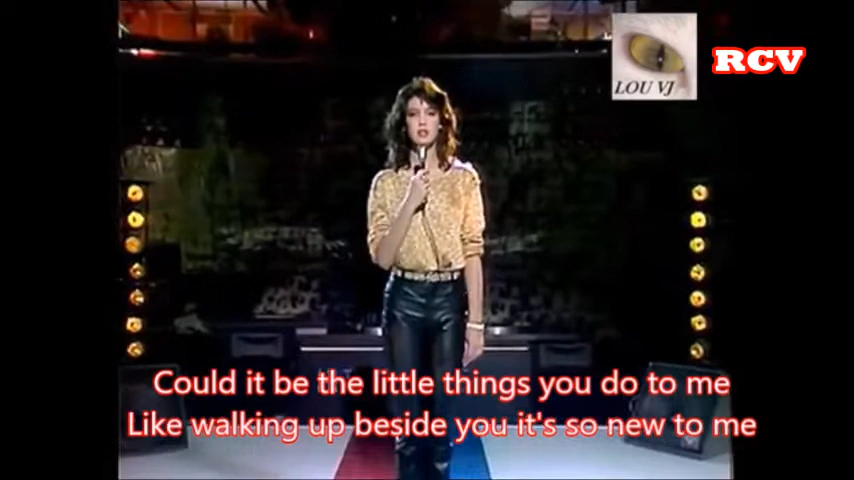 RCV
LOU VJ
Could it be the little things you do to me
Like walking up beside you it's so new to me